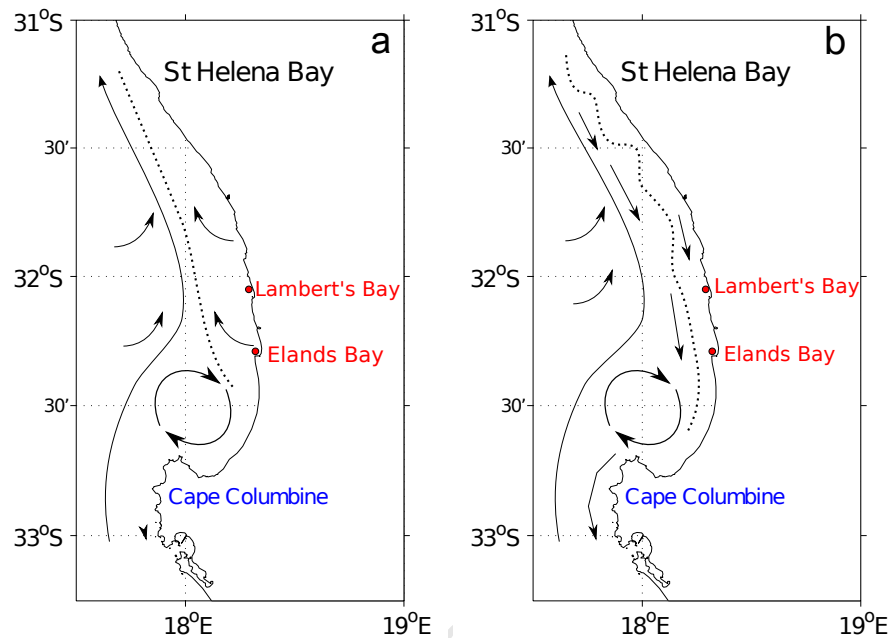 31°S
a
St Helena Bay
30'
32°S
Lambert's Bay
Elands Bay
30'
Cape Columbine
33°S
18°E
19°E
31°S
b
St Helena Bay
30'
32°S
Lambert's Bay
Elands Bay
30'
Cape Columbine
33°S
18°E
19°E